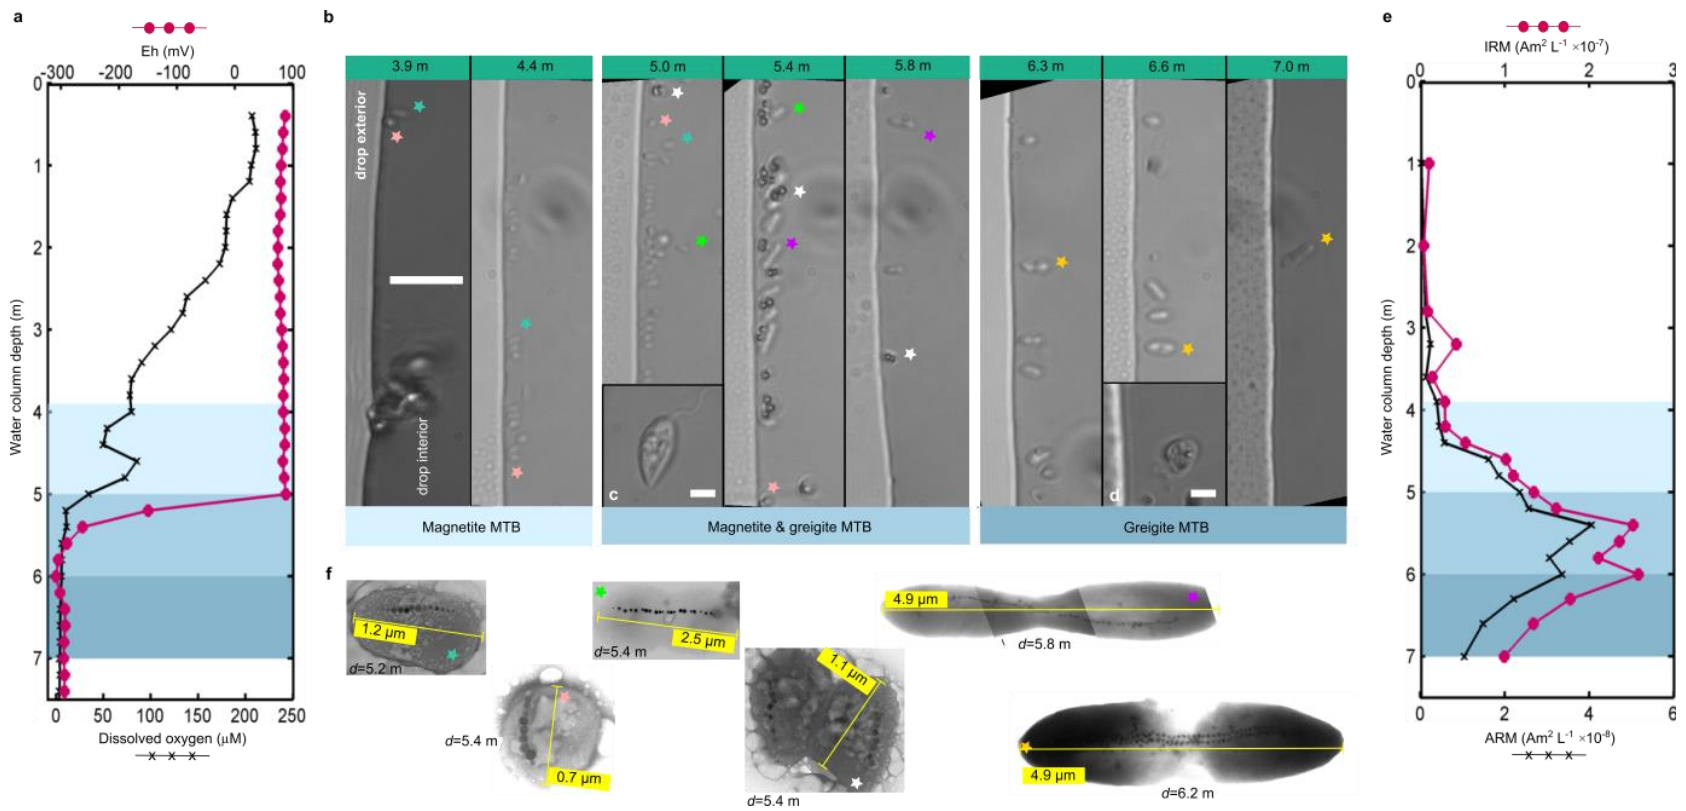 a
Eh (mV)
-300 -200 -100 0 100
0
1
2
3
4
5
6
7
Water column depth (m)
0 50 100 150 200 250
Dissolved oxygen (μM)
b
3.9 m 4.4 m 5.0 m 5.4 m 5.8 m 6.3 m 6.6 m 7.0 m
drop exterior
drop interior
c
d
Magnetite MTB Magnetite & greigite MTB Greigite MTB
e
IRM (Am² L⁻¹ ×10⁻⁷)
0 1 2 3
0
1
2
3
4
5
6
7
Water column depth (m)
0 2 4 6
ARM (Am² L⁻¹ ×10⁻⁸)
f
1.2 μm
d=5.2 m
2.5 μm
d=5.4 m
4.9 μm
d=5.8 m
0.7 μm
d=5.4 m
1.1 μm
d=5.4 m
4.9 μm
d=6.2 m